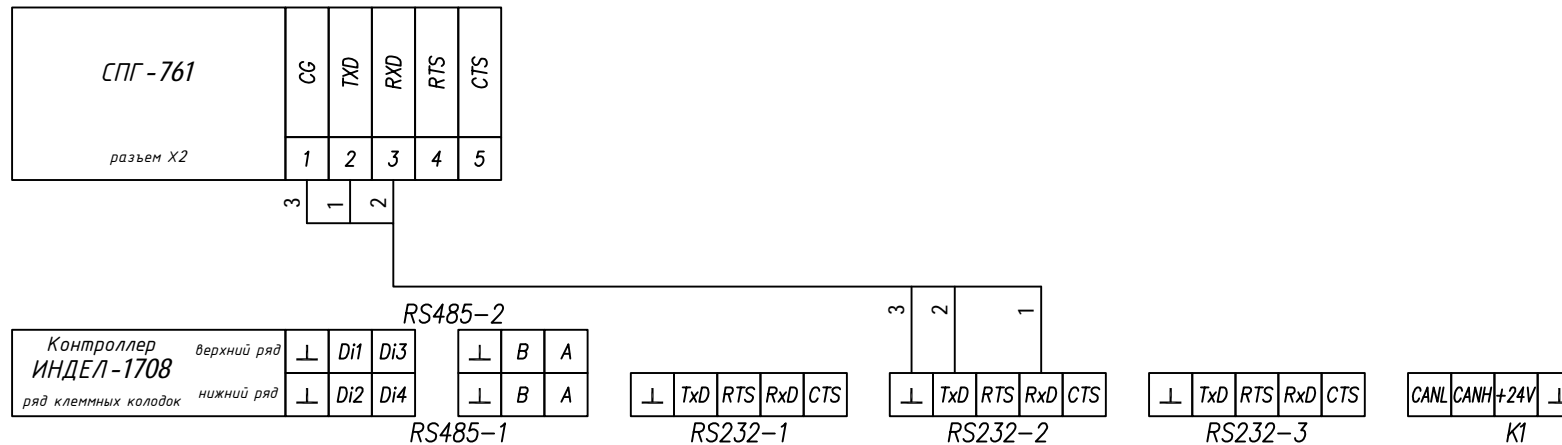 СПГ-761
CG TXD RXD RTS CTS
разъем Х2
1 2 3 4 5
3 1 2
3 2 1
RS485-2
Контроллер
ИНДЕЛ-1708
ряд клеммных колодок
верхний ряд
⊥ Di1 Di3
⊥ B A
нижний ряд
⊥ Di2 Di4
⊥ B A
⊥ TxD RTS RxD CTS
⊥ TxD RTS RxD CTS
⊥ TxD RTS RxD CTS
CANL CANH +24V ⊥
RS485-1
RS232-1
RS232-2
RS232-3
K1